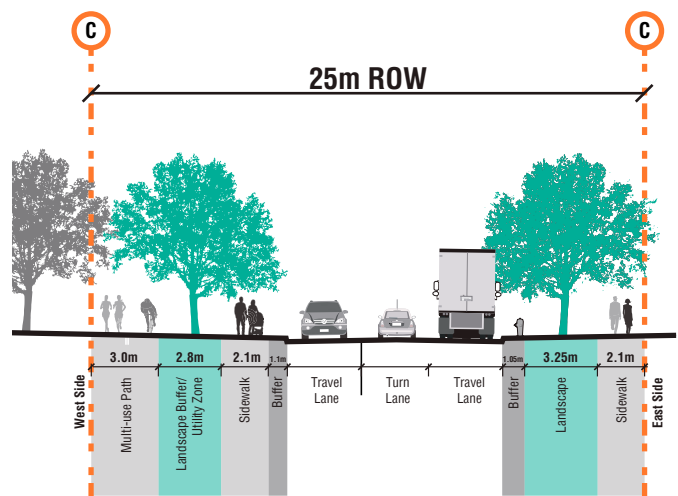 C
C
25m ROW
3.0m
2.8m
2.1m
1.1m
1.05m
3.25m
2.1m
West Side
Multi-use Path
Landscape Buffer/
Utility Zone
Sidewalk
Buffer
Travel
Lane
Turn
Lane
Travel
Lane
Buffer
Landscape
Sidewalk
East Side